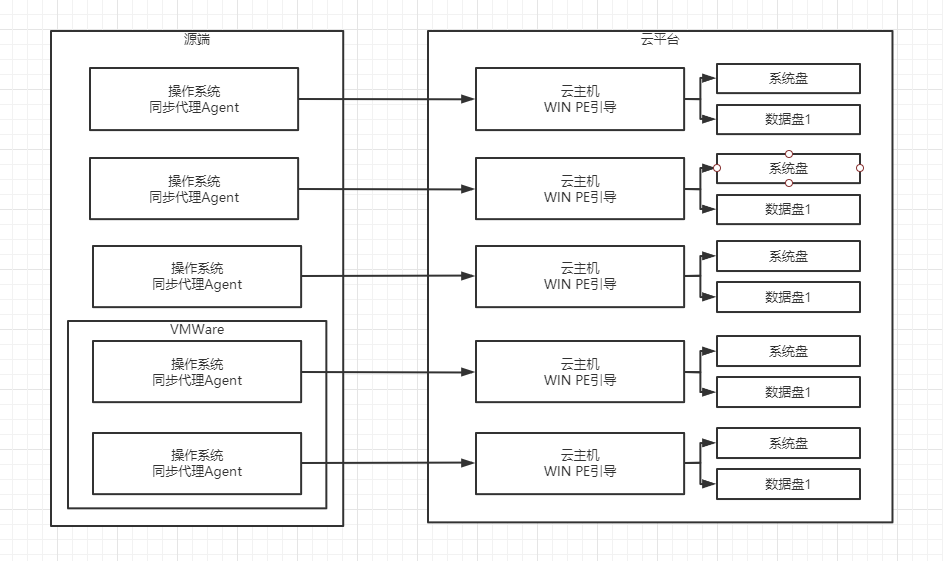 源端
操作系统
同步代理Agent
操作系统
同步代理Agent
操作系统
同步代理Agent
VMWare
操作系统
同步代理Agent
操作系统
同步代理Agent
云平台
云主机
WIN PE引导
系统盘
数据盘1
云主机
WIN PE引导
系统盘
数据盘1
云主机
WIN PE引导
系统盘
数据盘1
云主机
WIN PE引导
系统盘
数据盘1
云主机
WIN PE引导
系统盘
数据盘1